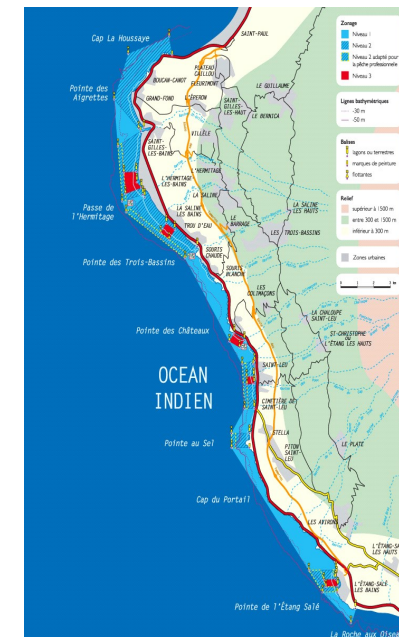 Cap La Houssaye
SAINT-PAUL
Zonage
Niveau 1
Niveau 2
Niveau 2 adapté pour
la pêche professionnelle
Niveau 3
PLATEAU
CAILLOU
BOUCAN-CANOT
FLEURIMONT
LE GUILLAUME
Pointe des
Aigrettes
GRAND-FOND
L'ÉPERON
SAINT-
GILLES-
LES-HAUT
LE BERNICA
Lignes bathymétriques
-30 m
-50 m
VILLÈLE
SAINT-
GILLES
LES-BAINS
Balises
lagons ou terrestres
marques de peinture
flottantes
L'HERMITAGE
L'HERMITAGE
LES-BAINS
LA SALINE
Relief
supérieur à 1500 m
entre 300 et 1500 m
inférieur à 300 m
Passe de
l'Hermitage
LA SALINE
LES BAINS
LA SALINE
LES HAUTS
TROU D'EAU
LE
BARRAGE
LES TROIS-BASSINS
Zones urbaines
SOURIS
CHAUDE
Pointe des Trois-Bassins
SOURIS
BLANCHE
LES
COLIMAÇONS
LA CHALOUPE
SAINT-LEU
Pointe des Châteaux
ST-CHRISTOPHE
OU
L'ÉTANG LES HAUTS
SAINT-LEU
OCEAN
INDIEN
CIMETIÈRE DE
SAINT-LEU
STELLA
Pointe au Sel
PITON
SAINT-
LEU
LE PLATE
Cap du Portail
LES AVIRONS
L'ÉTANG-SA
LES HAUTS
L'ÉTANG-SALÉ
LES BAINS
Pointe de l'Étang Salé
La Roche aux Oisea